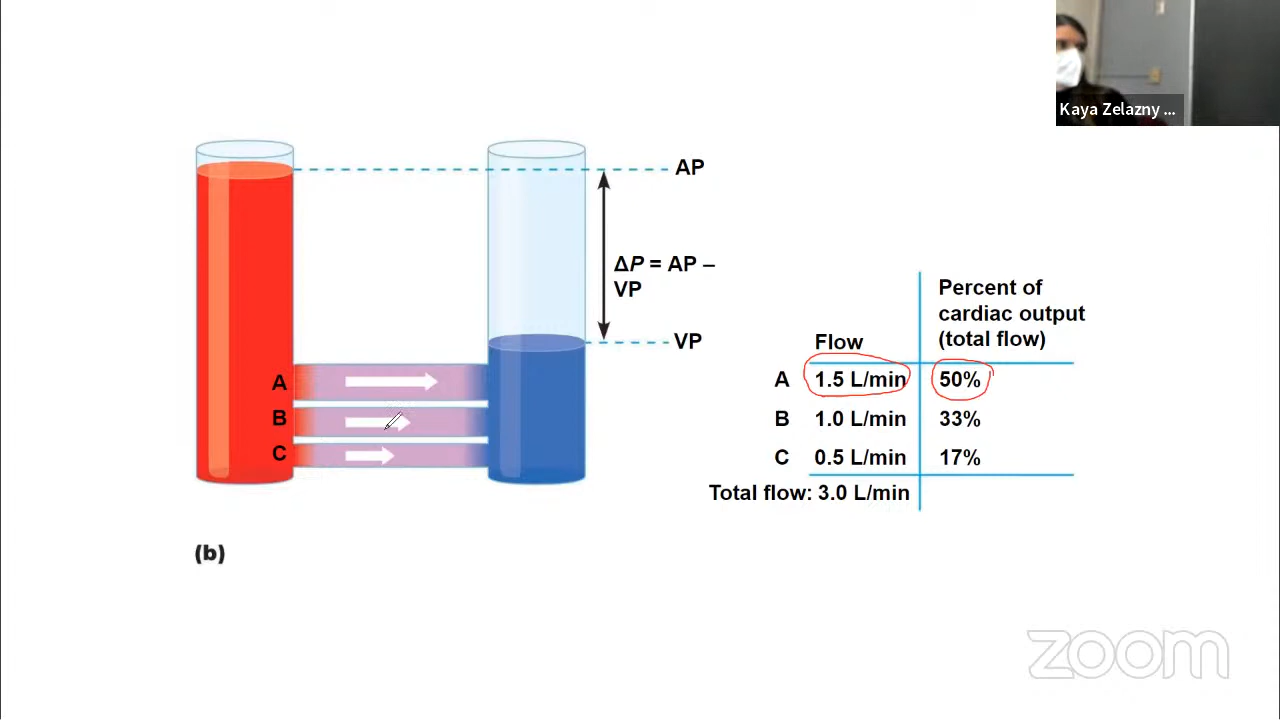 Kaya Zelazny ...
AP
ΔP = AP –
VP
VP
A
B
C
Percent of
cardiac output
(total flow)
Flow
A 1.5 L/min 50%
B 1.0 L/min 33%
C 0.5 L/min 17%
Total flow: 3.0 L/min
(b)
zoom